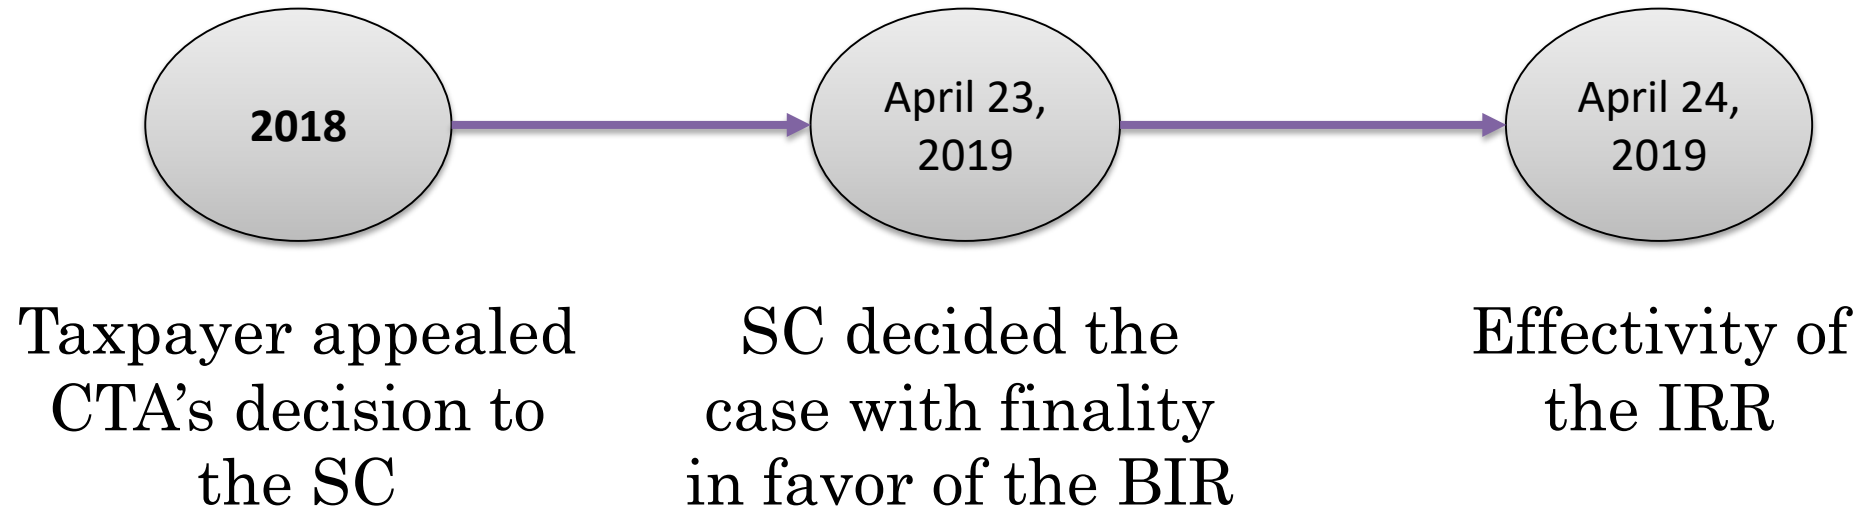 2018
April 23,
2019
April 24,
2019
Taxpayer appealed
CTA’s decision to
the SC
SC decided the
case with finality
in favor of the BIR
Effectivity of
the IRR